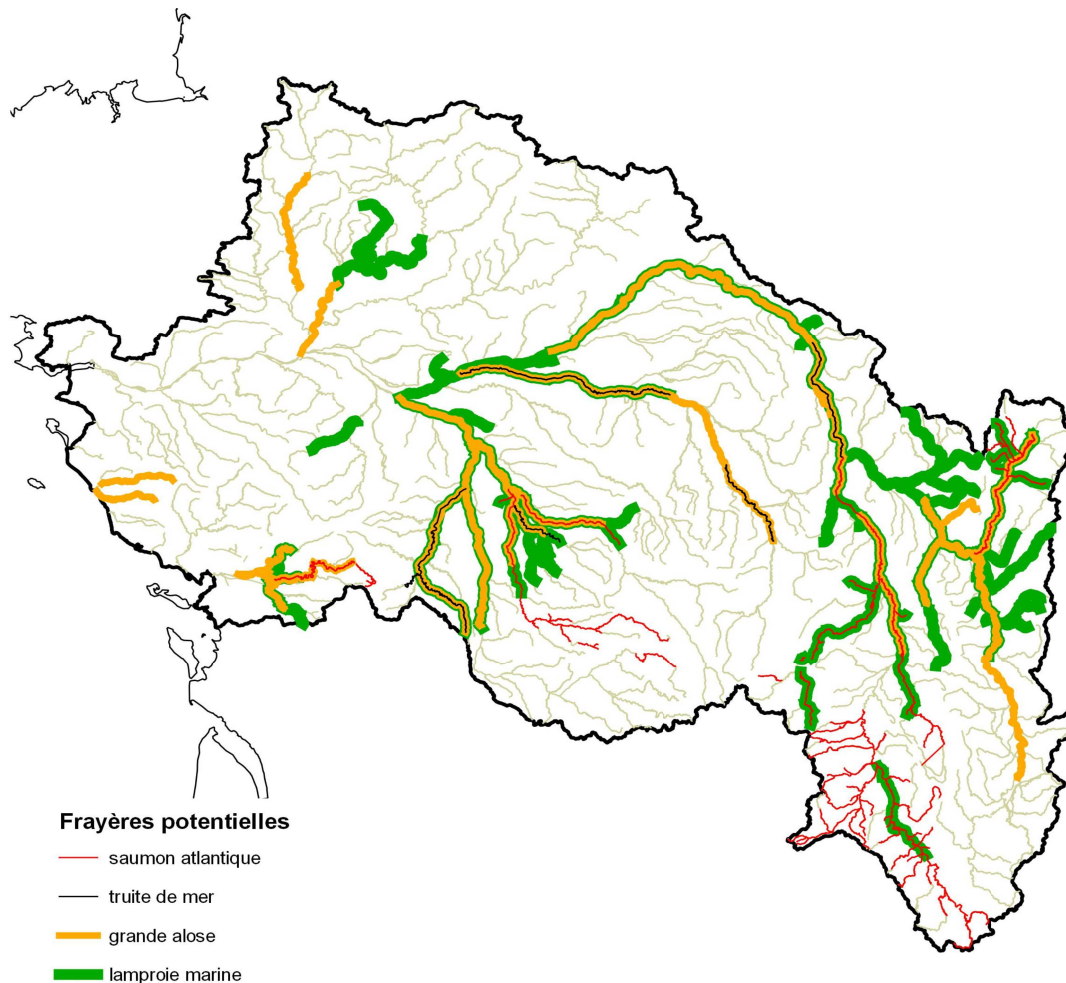 Frayères potentielles
saumon atlantique
truite de mer
grande alose
lamproie marine